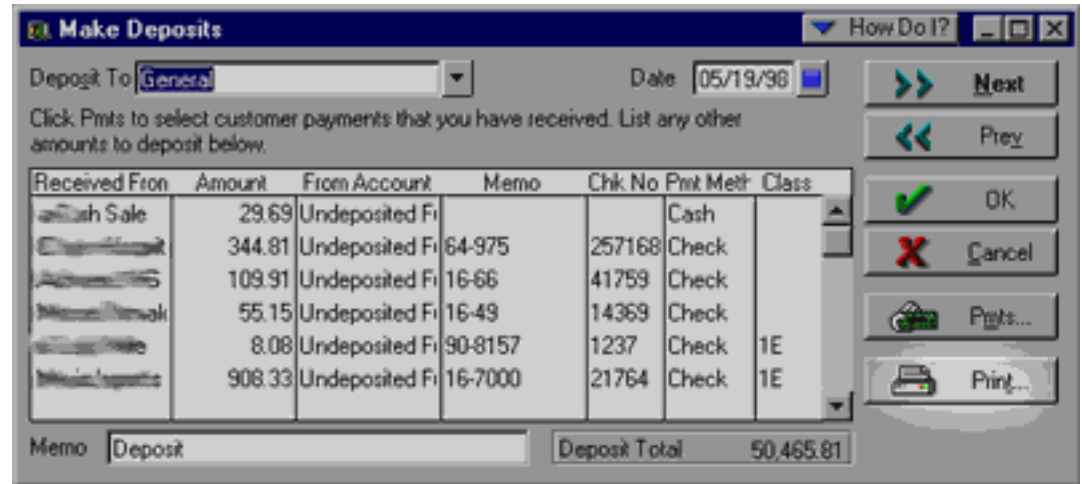 Make Deposits How Do I?
Deposit To General Date 05/19/98
Next
Click Pmts to select customer payments that you have received. List any other
amounts to deposit below.
Prev
Received Fron Amount From Account Memo Chk No Pmt Meth Class
sh Sale 29.69 Undeposited Fi Cash
OK
344.81 Undeposited Fi 64-975 257168 Check
Cancel
109.91 Undeposited Fi 16-66 41759 Check
55.15 Undeposited Fi 16-49 14369 Check
Pmts...
8.08 Undeposited Fi 90-8157 1237 Check 1E
908.33 Undeposited Fi 16-7000 21764 Check 1E
Print...
Memo Deposit Deposit Total 50,465.81